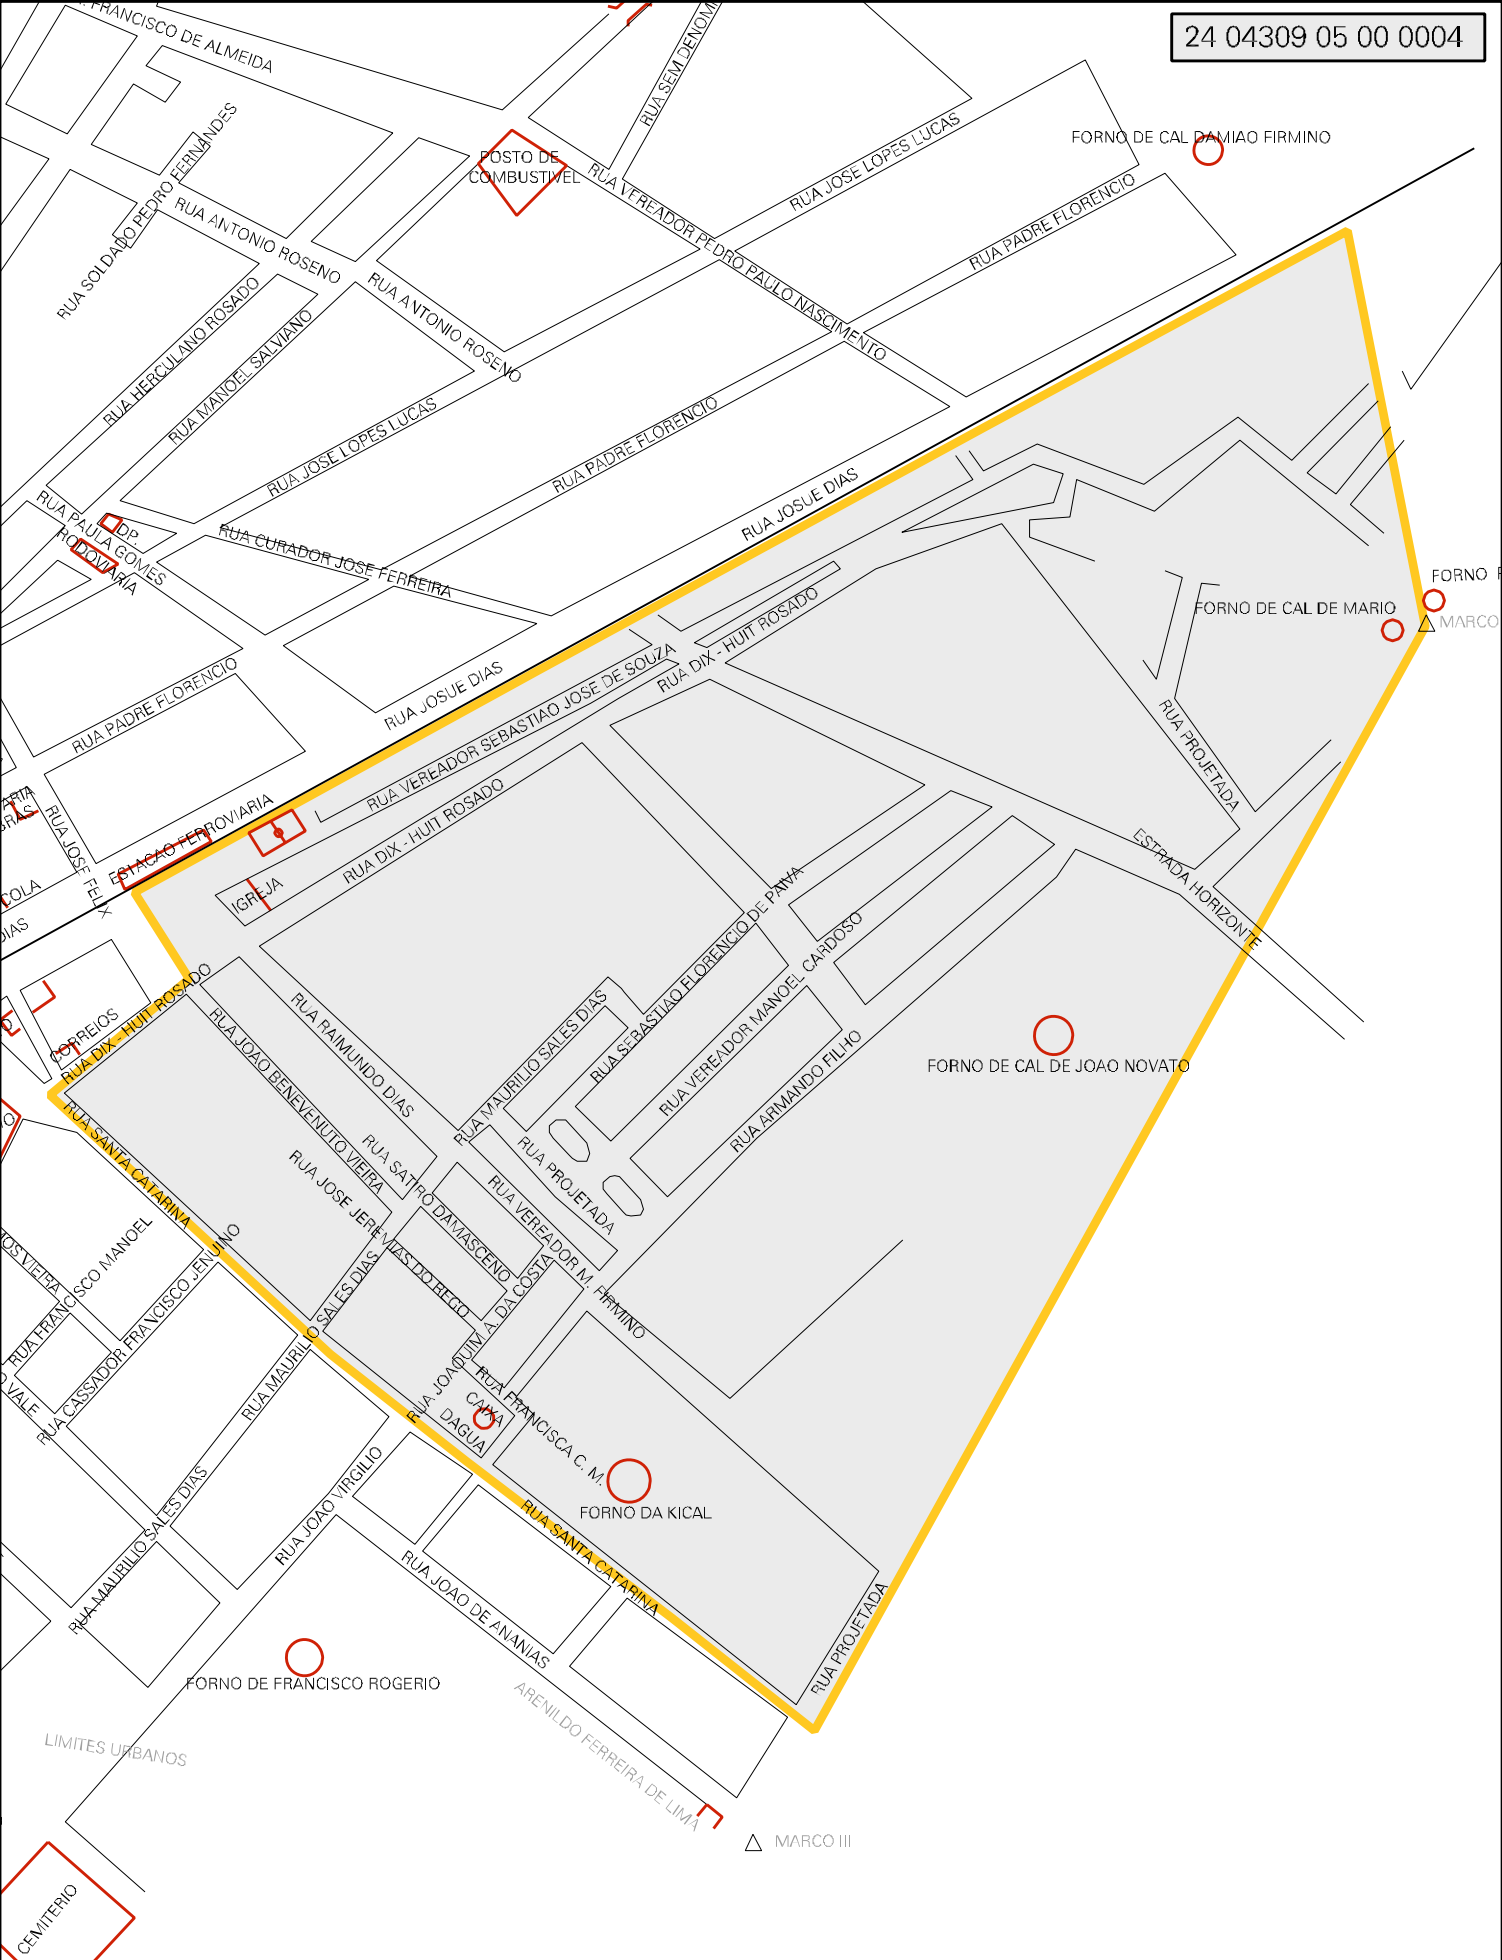 24 04309 05 00 0004
FRANCISCO DE ALMEIDA
FORNO DE CAL DAMIAO FIRMINO
POSTO DE
COMBUSTIVEL
RUA JOSE LOPES LUCAS
RUA PADRE FLORENCIO
RUA VEREADOR PEDRO PAULO NASCIMENTO
RUA SOLDADO PEDRO FERNANDES
RUA ANTONIO ROSENO
RUA ANTONIO ROSENO
RUA HERCULANO ROSADO
RUA MANOEL SALVIANO
RUA JOSE LOPES LUCAS
RUA PADRE FLORENCIO
RUA JOSUE DIAS
RUA PAULA GOMES
DP.
RODOVIARIA
RUA CURADOR JOSE FERREIRA
FORNO
MARCO
FORNO DE CAL DE MARIO
RUA DIX - HUIT ROSADO
RUA VEREADOR SEBASTIAO JOSE DE SOUZA
RUA JOSUE DIAS
RUA PADRE FLORENCIO
RUA PROJETADA
RUA DIX - HUIT ROSADO
ESTACAO FERROVIARIA
RUA JOSE FELIX
IGREJA
ESTRADA HORIZONTE
COLA
DIAS
CORREIOS
RUA DIX - HUIT ROSADO
RUA SEBASTIAO FLORENCIO DE PAIVA
RUA VEREADOR MANOEL CARDOSO
RUA ARMANDO FILHO
RUA MAURILIO SALES DIAS
RUA RAIMUNDO DIAS
RUA JOAO BENEVENUTO VIEIRA
FORNO DE CAL DE JOAO NOVATO
RUA SANTA CATARINA
RUA JOSE JEREMIAS DO REGO
RUA SATIRO DAMASCENO
RUA PROJETADA
RUA VEREADOR M. FIRMINO
RUA MAURILIO SALES DIAS
RUA JOAQUIM A. DA COSTA
RUA FRANCISCO MANOEL
RUA CASSADOR FRANCISCO JENUINO
VIEIRA
VALE
RUA FRANCISCA C. M.
CAIXA
DAGUA
FORNO DA KICAL
RUA SANTA CATARINA
RUA MAURILIO SALES DIAS
RUA JOAO VIRGILIO
RUA JOAO DE ANANIAS
RUA PROJETADA
FORNO DE FRANCISCO ROGERIO
ARENILDO FERREIRA DE LIMA
LIMITES URBANOS
MARCO III
CEMITERIO